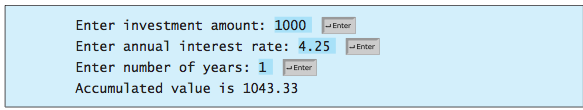 Enter investment amount: 1000 ↵Enter
Enter annual interest rate: 4.25 ↵Enter
Enter number of years: 1 ↵Enter
Accumulated value is 1043.33